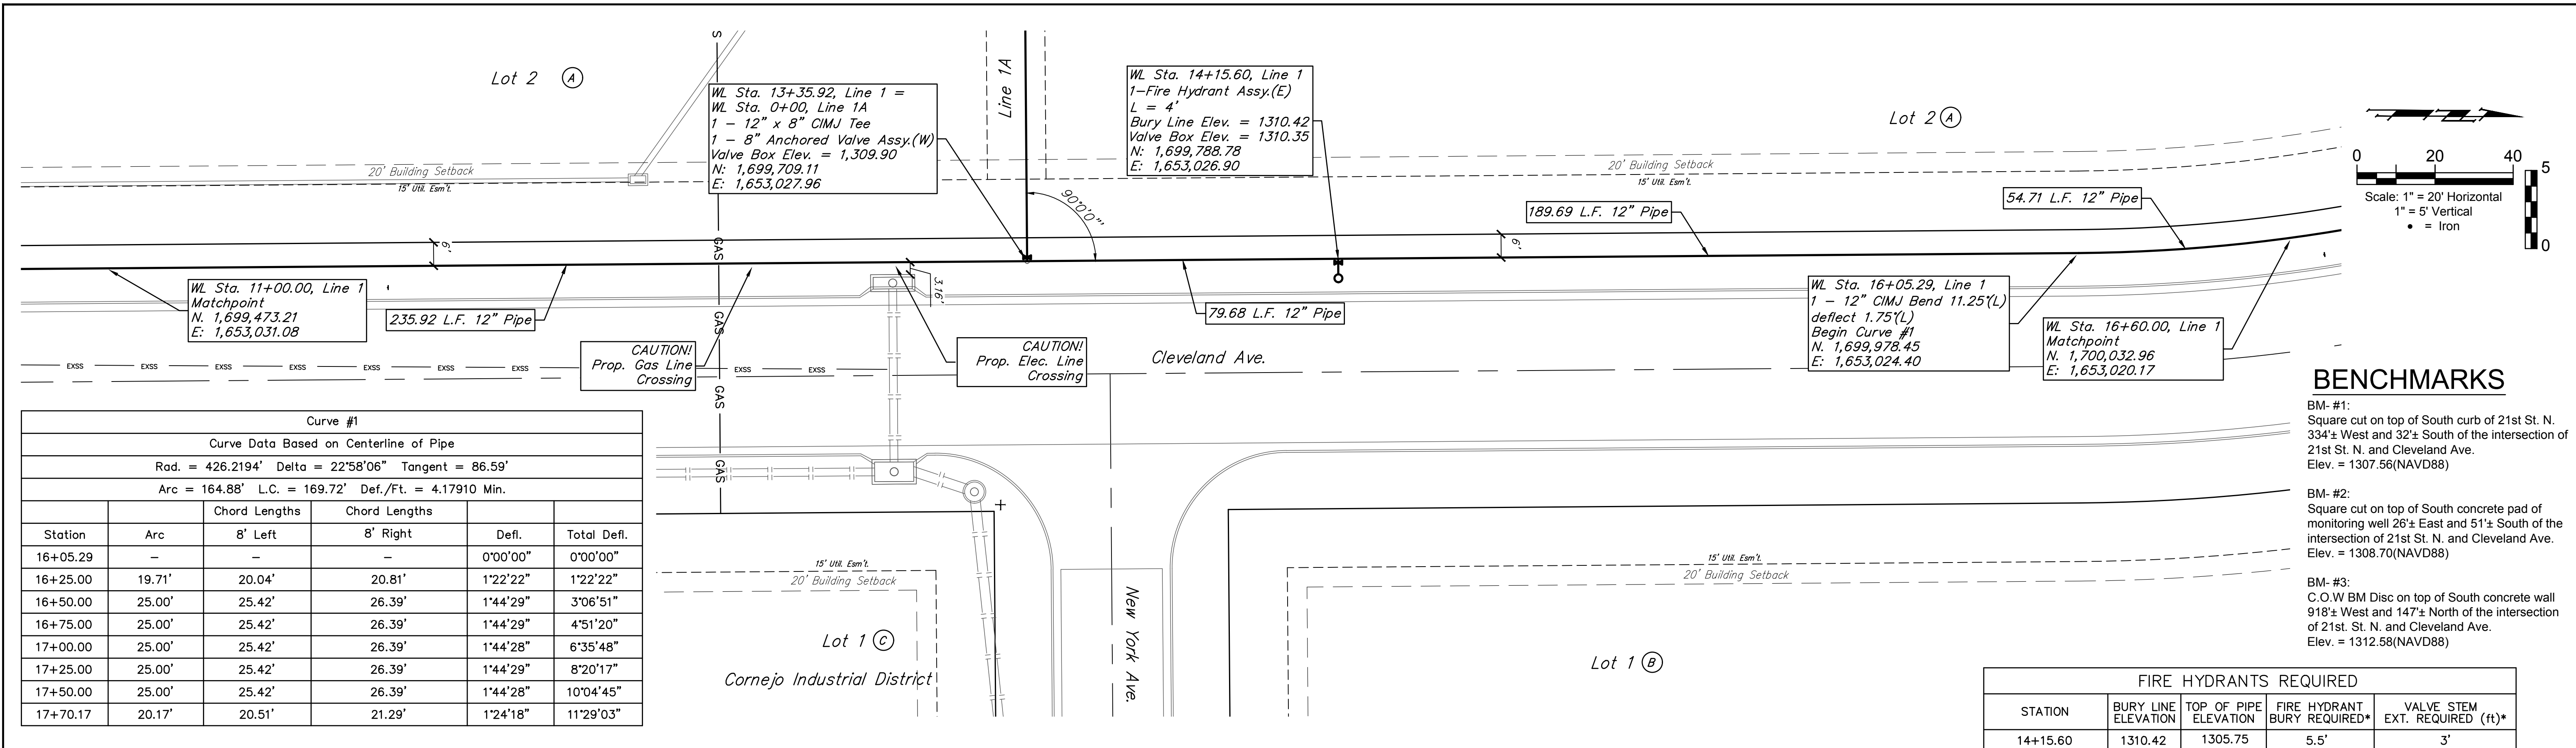 S
Lot 2 A
Line 1A
WL Sta. 13+35.92, Line 1 =
WL Sta. 0+00, Line 1A
1 - 12" x 8" CIMJ Tee
1 - 8" Anchored Valve Assy.(W)
Valve Box Elev. = 1,309.90
N: 1,699,709.11
E: 1,653,027.96
WL Sta. 14+15.60, Line 1
1-Fire Hydrant Assy.(E)
L = 4'
Bury Line Elev. = 1310.42
Valve Box Elev. = 1310.35
N: 1,699,788.78
E: 1,653,026.90
Lot 2 A
20' Building Setback
15' Util. Esm't.
20' Building Setback
15' Util. Esm't.
0 20 40
5
0
Scale: 1" = 20' Horizontal
1" = 5' Vertical
• = Iron
90°0'0"
189.69 L.F. 12" Pipe
54.71 L.F. 12" Pipe
6'
GAS
6'
3.16'
WL Sta. 11+00.00, Line 1
Matchpoint
N. 1,699,473.21
E: 1,653,031.08
235.92 L.F. 12" Pipe
79.68 L.F. 12" Pipe
WL Sta. 16+05.29, Line 1
1 - 12" CIMJ Bend 11.25°(L)
deflect 1.75°(L)
Begin Curve #1
N. 1,699,978.45
E: 1,653,024.40
WL Sta. 16+60.00, Line 1
Matchpoint
N. 1,700,032.96
E: 1,653,020.17
GAS
CAUTION!
Prop. Gas Line
Crossing
CAUTION!
Prop. Elec. Line
Crossing
Cleveland Ave.
EXSS EXSS EXSS EXSS EXSS EXSS EXSS EXSS EXSS
GAS
GAS
BENCHMARKS
BM- #1:
Square cut on top of South curb of 21st St. N.
334'± West and 32'± South of the intersection of
21st St. N. and Cleveland Ave.
Elev. = 1307.56(NAVD88)
BM- #2:
Square cut on top of South concrete pad of
monitoring well 26'± East and 51'± South of the
intersection of 21st St. N. and Cleveland Ave.
Elev. = 1308.70(NAVD88)
BM- #3:
C.O.W BM Disc on top of South concrete wall
918'± West and 147'± North of the intersection
of 21st. St. N. and Cleveland Ave.
Elev. = 1312.58(NAVD88)
Curve #1
Curve Data Based on Centerline of Pipe
Rad. = 426.2194' Delta = 22°58'06" Tangent = 86.59'
Arc = 164.88' L.C. = 169.72' Def./Ft. = 4.17910 Min.
Chord Lengths Chord Lengths
Station Arc 8' Left 8' Right Defl. Total Defl.
16+05.29 - - - 0°00'00" 0°00'00"
16+25.00 19.71' 20.04' 20.81' 1°22'22" 1°22'22"
16+50.00 25.00' 25.42' 26.39' 1°44'29" 3°06'51"
16+75.00 25.00' 25.42' 26.39' 1°44'29" 4°51'20"
17+00.00 25.00' 25.42' 26.39' 1°44'28" 6°35'48"
17+25.00 25.00' 25.42' 26.39' 1°44'29" 8°20'17"
17+50.00 25.00' 25.42' 26.39' 1°44'28" 10°04'45"
17+70.17 20.17' 20.51' 21.29' 1°24'18" 11°29'03"
15' Util. Esm't.
20' Building Setback
15' Util. Esm't.
20' Building Setback
New York Ave.
Lot 1 C
Cornejo Industrial District
Lot 1 B
FIRE HYDRANTS REQUIRED
STATION BURY LINE ELEVATION TOP OF PIPE ELEVATION FIRE HYDRANT BURY REQUIRED* VALVE STEM EXT. REQUIRED (ft)*
14+15.60 1310.42 1305.75 5.5' 3'